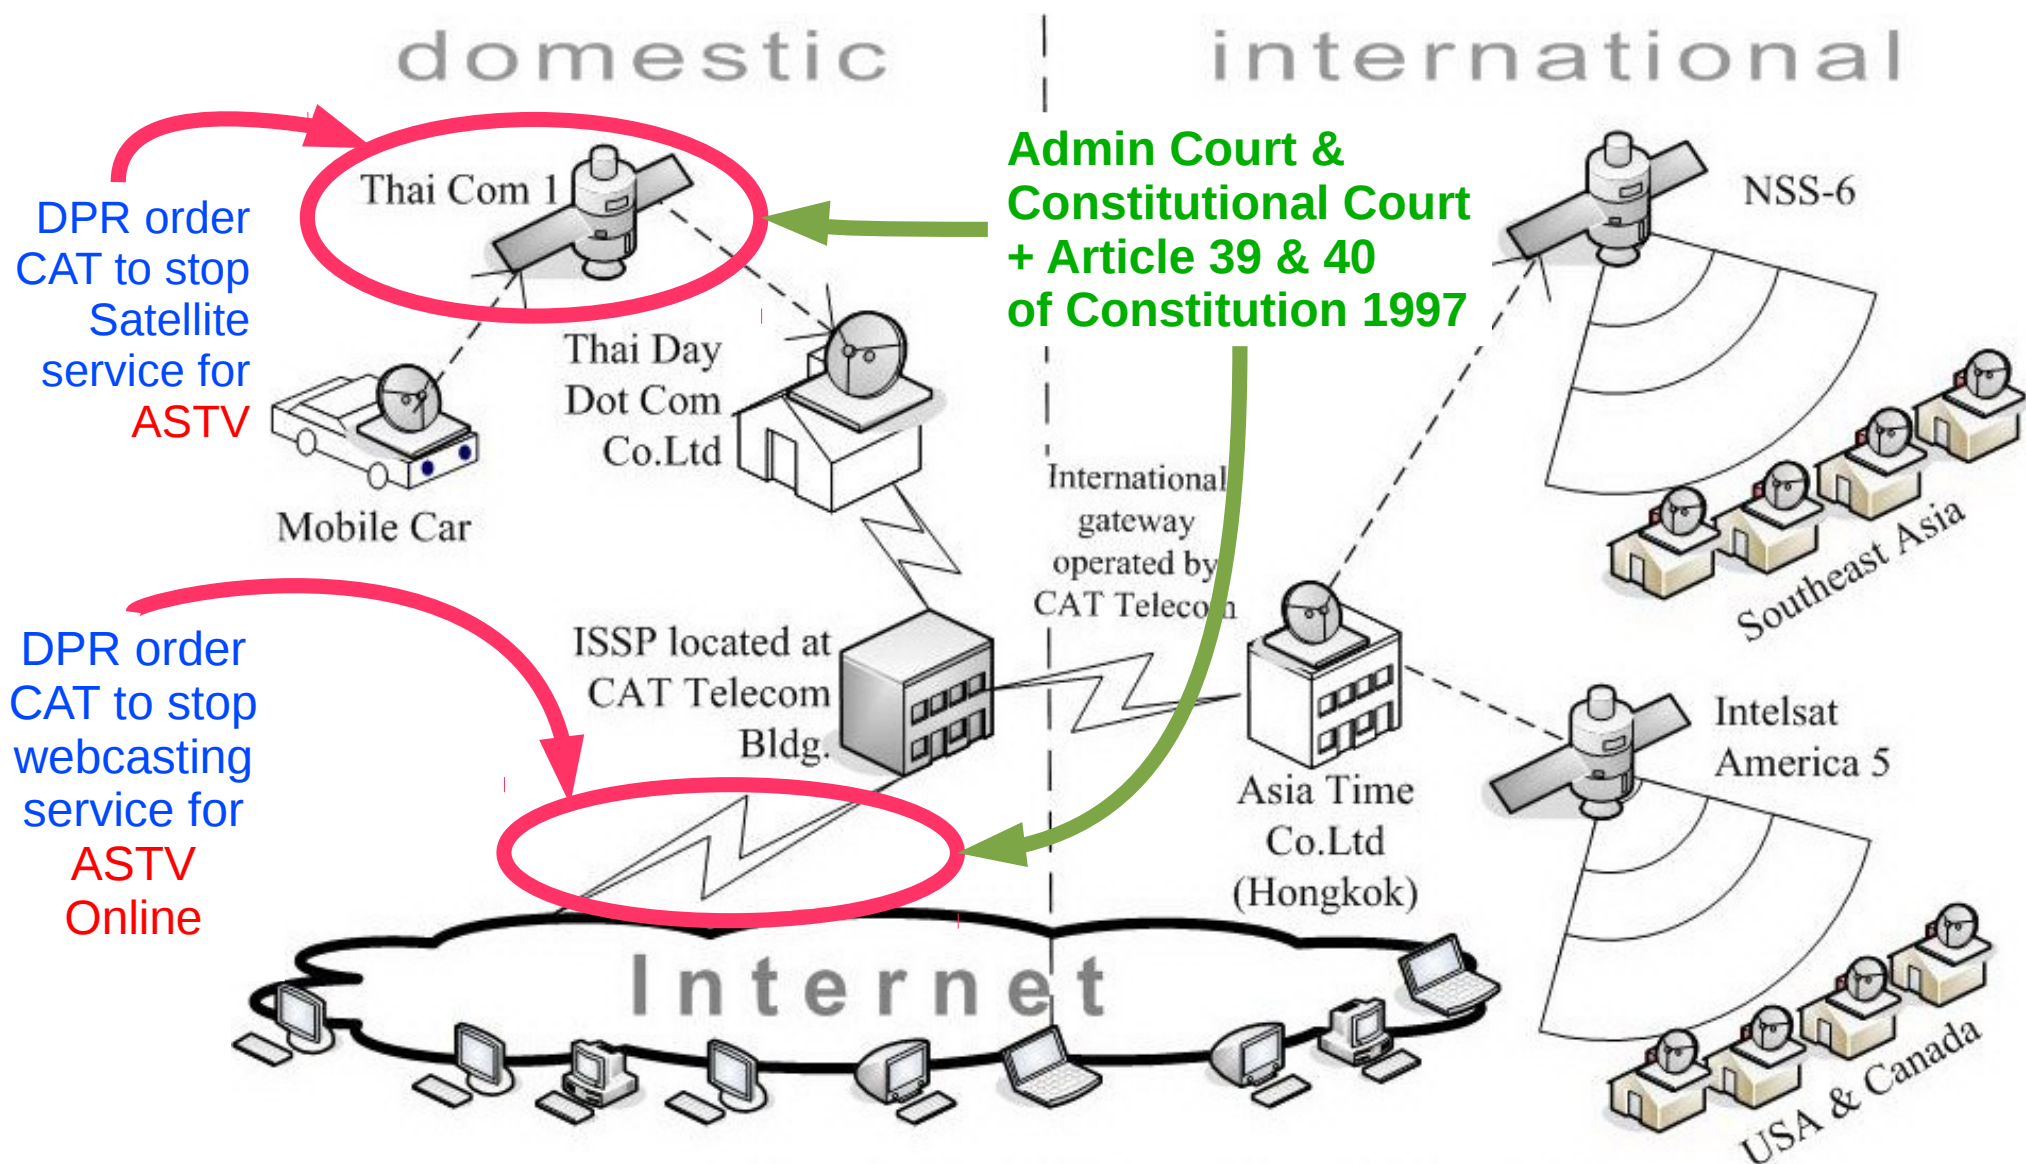 domestic
international
Thai Com 1
DPR order
CAT to stop
Satellite
service for
ASTV
Admin Court &
Constitutional Court
+ Article 39 & 40
of Constitution 1997
NSS-6
Thai Day
Dot Com
Co.Ltd
Mobile Car
International
gateway
operated by
CAT Telecom
Southeast Asia
DPR order
CAT to stop
webcasting
service for
ASTV
Online
ISSP located at
CAT Telecom
Bldg.
Asia Time
Co.Ltd
(Hongkok)
Intelsat
America 5
Internet
USA & Canada